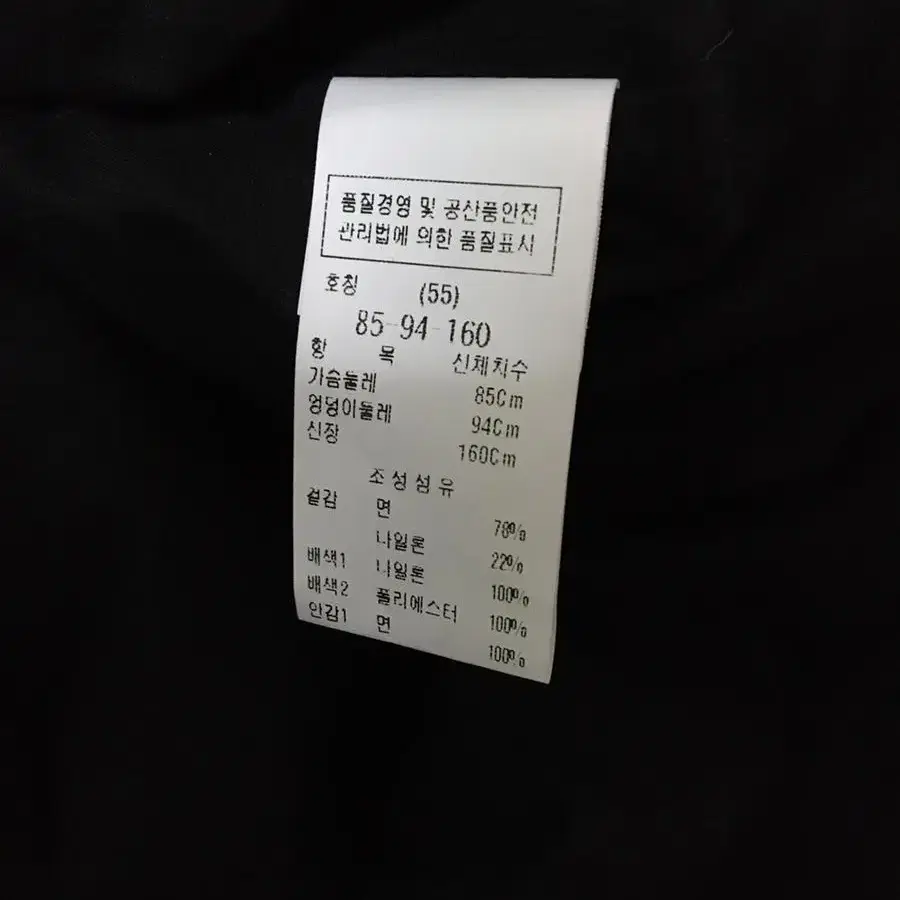 품질경영 및 공산품안전
관리법에 의한 품질표시
호칭 (55)
85-94-160
항 목 신체치수
가슴둘레 85Cm
엉덩이둘레 94Cm
신장 160Cm
조성섬유
겉감 면 78%
나일론 22%
배색1 나일론 100%
배색2 폴리에스터 100%
안감1 면 100%